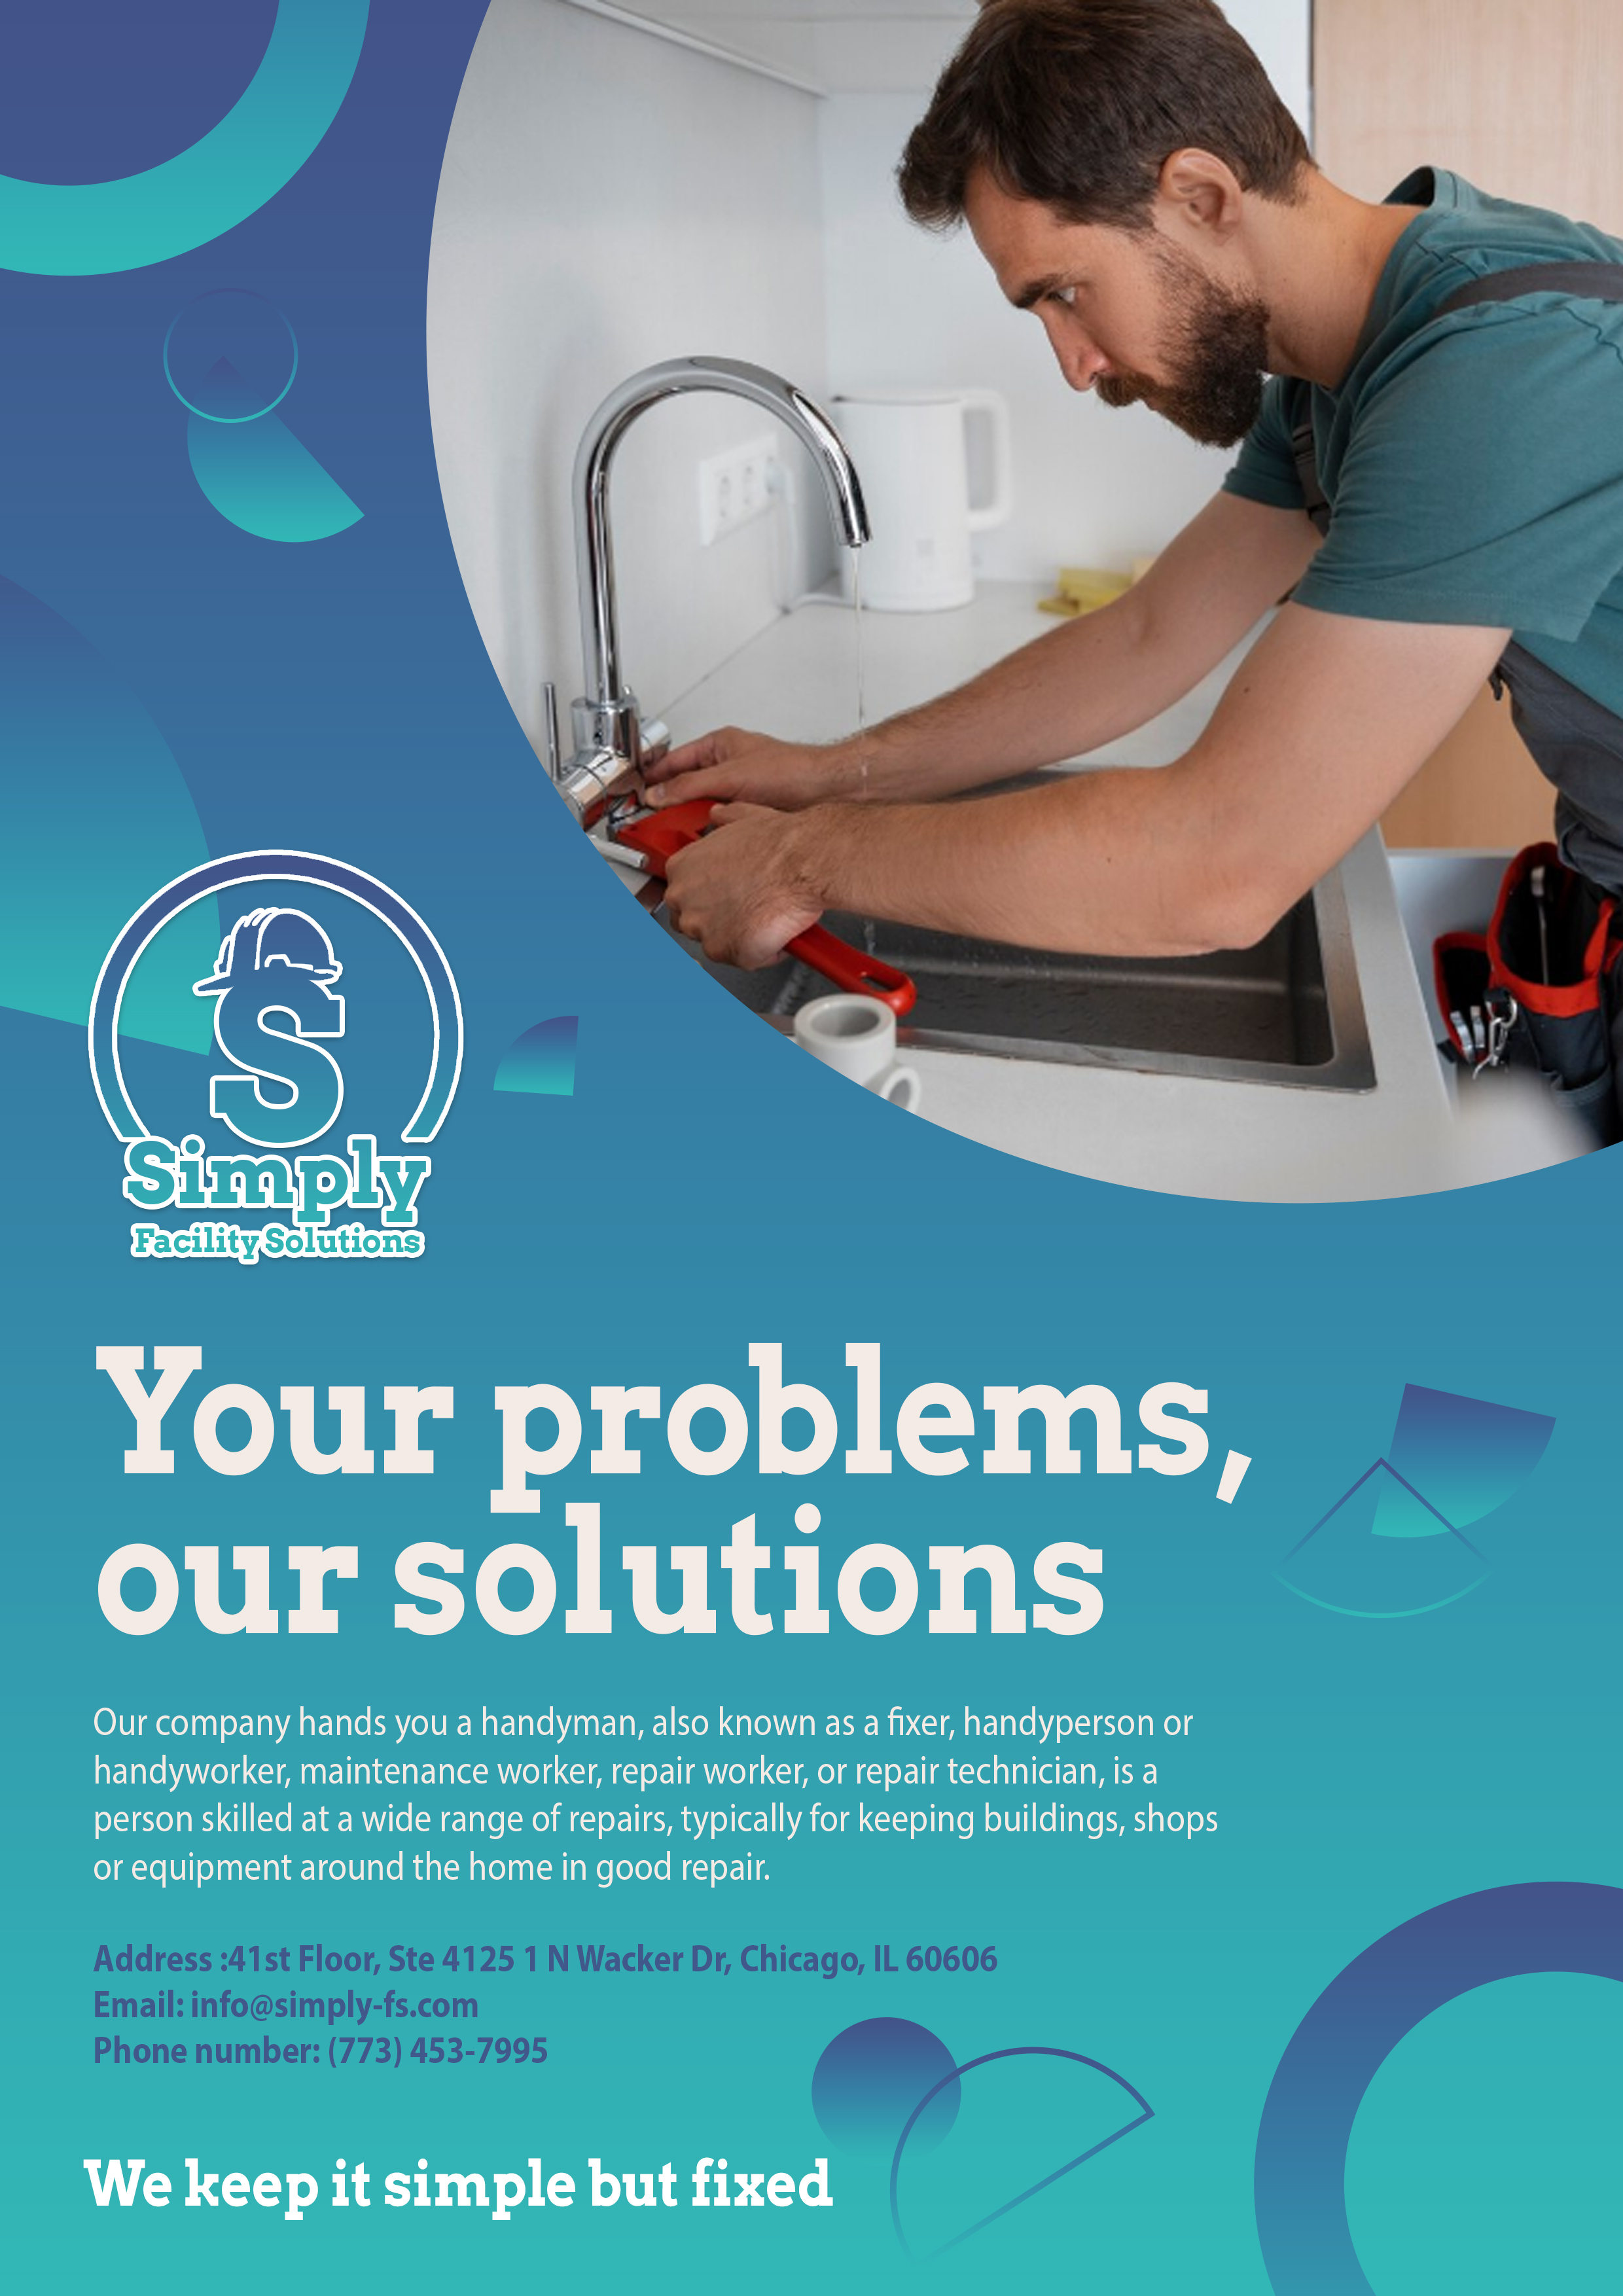 S
Simply
Facility Solutions
Your problems,
our solutions
Our company hands you a handyman, also known as a fixer, handyperson or
handyworker, maintenance worker, repair worker, or repair technician, is a
person skilled at a wide range of repairs, typically for keeping buildings, shops
or equipment around the home in good repair.
Address :41st Floor, Ste 4125 1 N Wacker Dr, Chicago, IL 60606
Email: info@simply-fs.com
Phone number: (773) 453-7995
We keep it simple but fixed